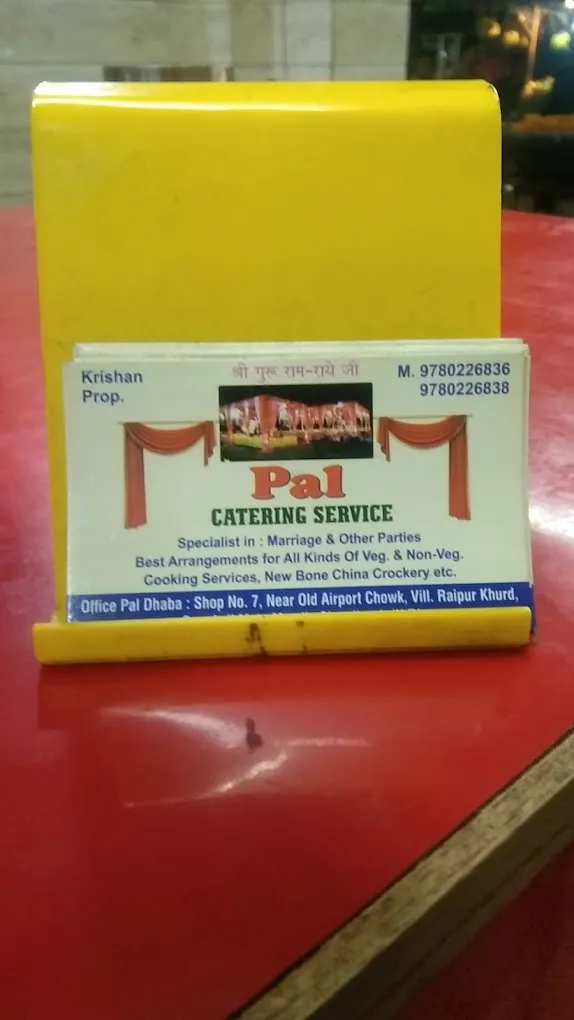 श्री गुरू राम-राये जी
Krishan
Prop.
M. 9780226836
9780226838
Pal
CATERING SERVICE
Specialist in : Marriage & Other Parties
Best Arrangements for All Kinds Of Veg. & Non-Veg.
Cooking Services, New Bone China Crockery etc.
Office Pal Dhaba : Shop No. 7, Near Old Airport Chowk, Vill. Raipur Khurd,